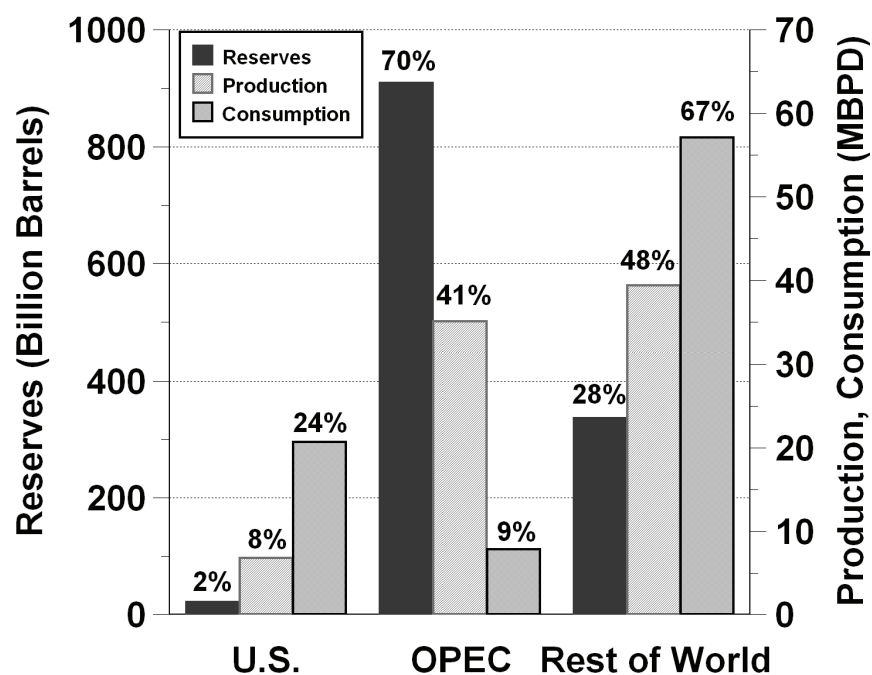 Reserves (Billion Barrels)
1000
800
600
400
200
0
Reserves
Production
Consumption
2%
8%
24%
70%
41%
9%
28%
48%
67%
70
60
50
40
30
20
10
0
Production, Consumption (MBPD)
U.S.
OPEC
Rest of World